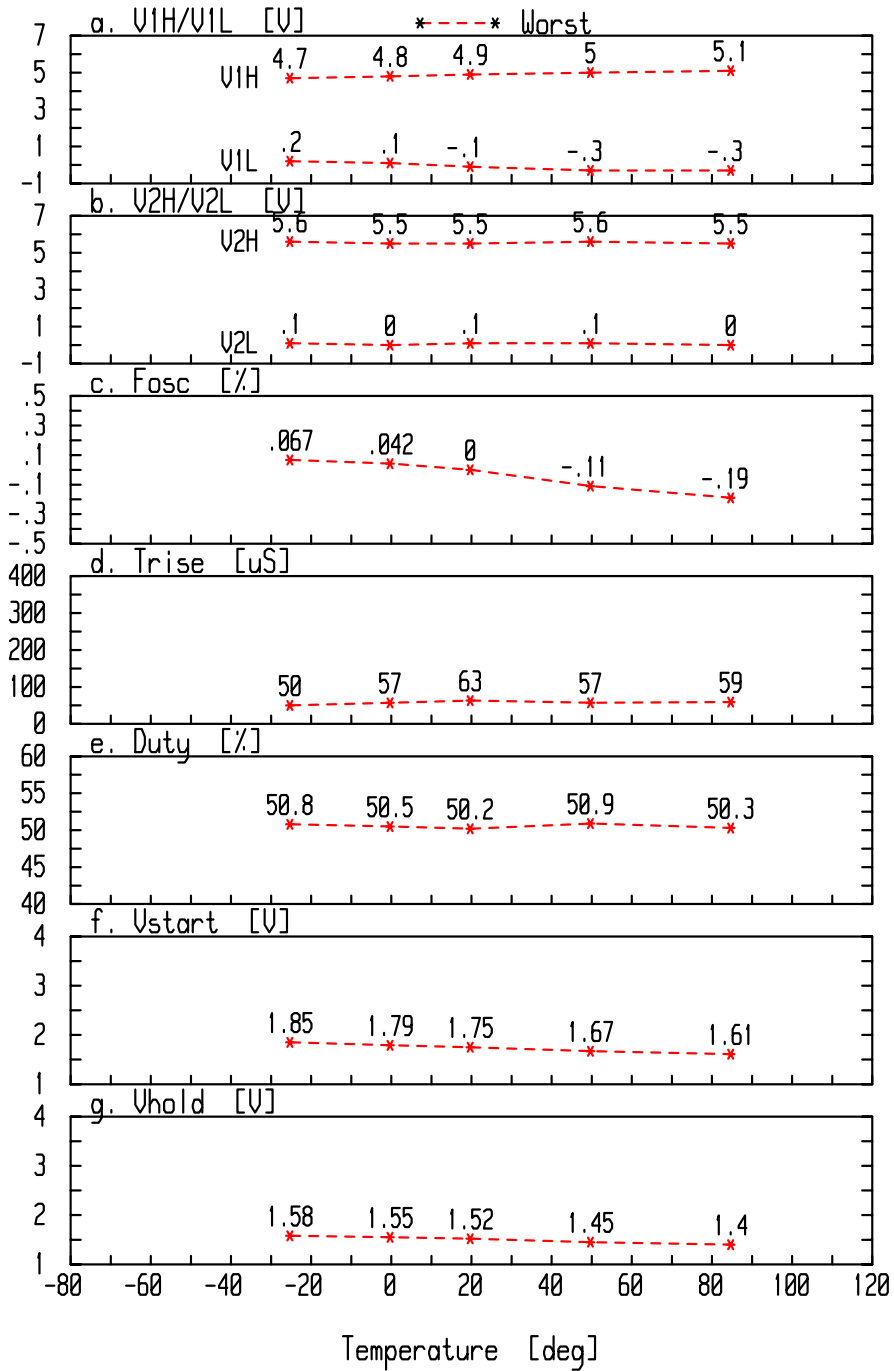 a. V1H/V1L [V] *-----* Worst
7
5
3
1
-1
V1H
4.7 4.8 4.9 5 5.1
V1L
.2 .1 -.1 -.3 -.3
b. V2H/V2L [V]
7
5
3
1
-1
V2H
5.6 5.5 5.5 5.6 5.5
V2L
.1 0 .1 .1 0
c. Fosc [%]
.5
.3
.1
-.1
-.3
-.5
.067 .042 0 -.11 -.19
d. Trise [uS]
400
300
200
100
0
50 57 63 57 59
e. Duty [%]
60
55
50
45
40
50.8 50.5 50.2 50.9 50.3
f. Vstart [V]
4
3
2
1
1.85 1.79 1.75 1.67 1.61
g. Vhold [V]
4
3
2
1
1.58 1.55 1.52 1.45 1.4
-80 -60 -40 -20 0 20 40 60 80 100 120
Temperature [deg]